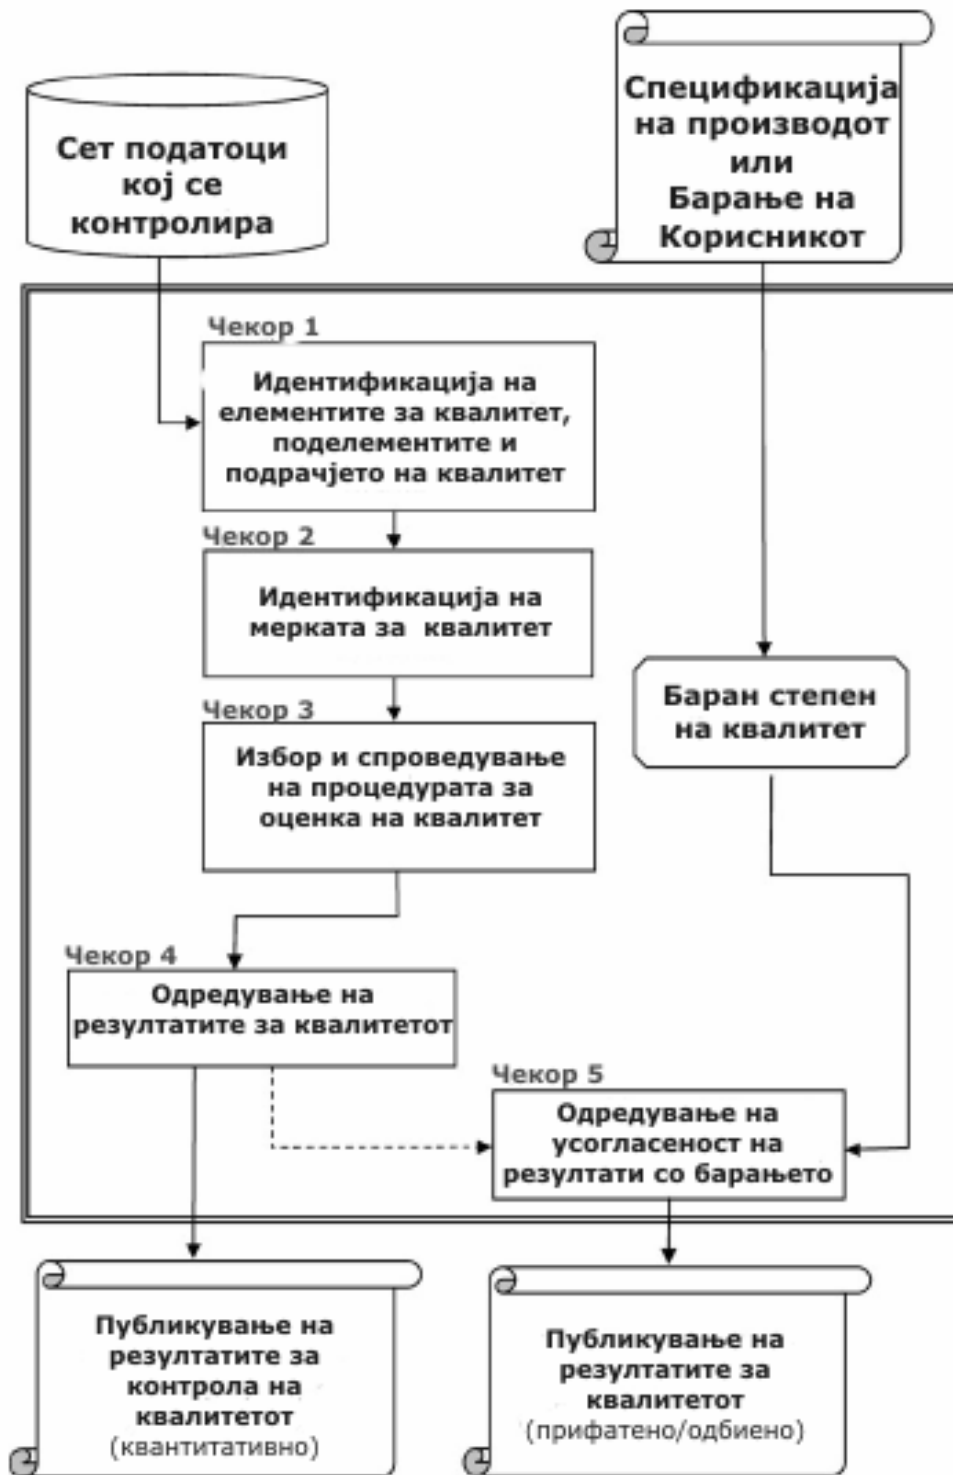 Сет податоци
кој се
контролира
Спецификација
на производот
или
Барање на
Корисникот
Чекор 1
Идентификација на
елементите за квалитет,
поделементите и
подрачјето на квалитет
Чекор 2
Идентификација на
мерката за квалитет
Чекор 3
Избор и спроведување
на процедурата за
оценка на квалитет
Баран степен
на квалитет
Чекор 4
Одредување на
резултатите за квалитетот
Чекор 5
Одредување на
усогласеност на
резултати со барањето
Публикување на
резултатите за
контрола на
квалитетот
(квантитативно)
Публикување на
резултатите за
квалитетот
(прифатено/одбиено)